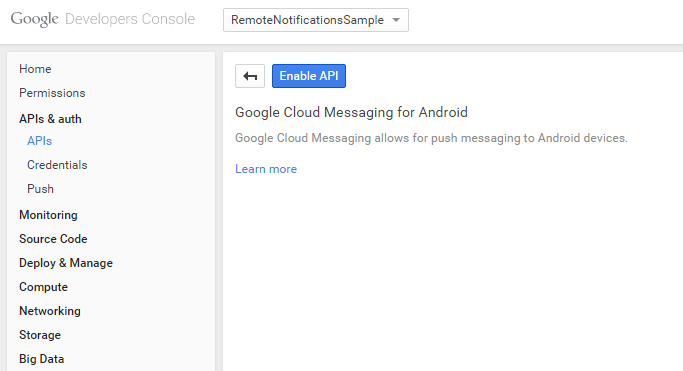 Google Developers Console
RemoteNotificationsSample
Home
Permissions
APIs & auth
APIs
Credentials
Push
Monitoring
Source Code
Deploy & Manage
Compute
Networking
Storage
Big Data
Enable API
Google Cloud Messaging for Android
Google Cloud Messaging allows for push messaging to Android devices.
Learn more